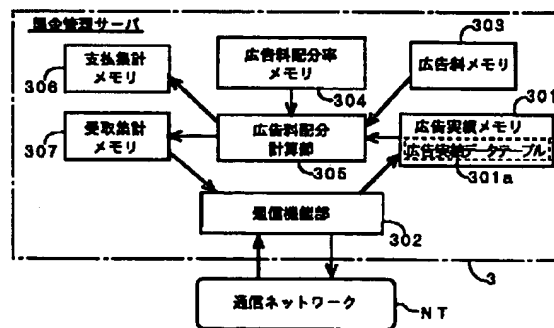 課金管理サーバ
支払集計
メモリ
306
広告料配分率
メモリ
304
303
広告料メモリ
受取集計
メモリ
307
広告料配分
計算部
305
301
広告実績メモリ
広告実績データテーブル
301a
通信機能部
302
3
通信ネットワーク
NT